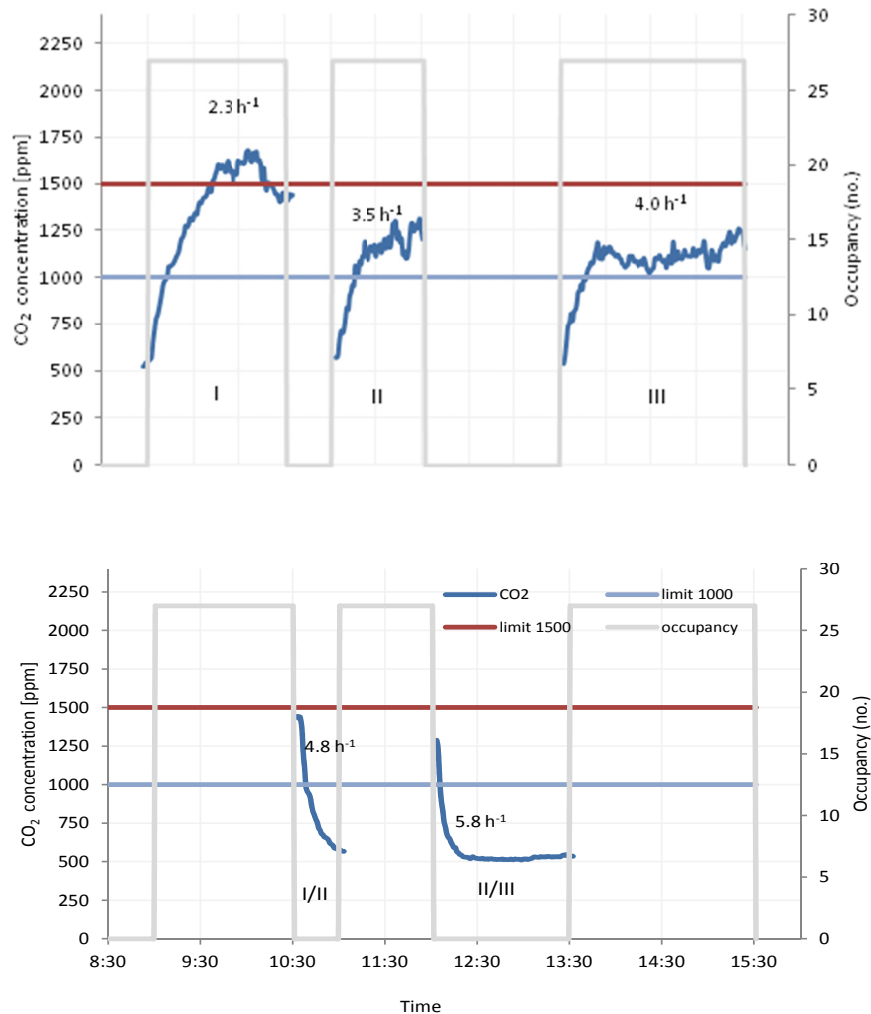 2250
2000
1750
1500
1250
1000
750
500
250
0
CO2 concentration [ppm]
30
25
20
15
10
5
0
Occupancy (no.)
2.3 h-1
3.5 h-1
4.0 h-1
I
II
III
2250
2000
1750
1500
1250
1000
750
500
250
0
CO2 concentration [ppm]
30
25
20
15
10
5
0
Occupancy (no.)
CO2 limit 1000
limit 1500 occupancy
4.8 h-1
5.8 h-1
I/II
II/III
8:30 9:30 10:30 11:30 12:30 13:30 14:30 15:30
Time